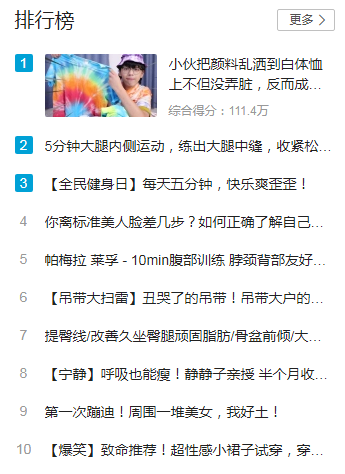 排行榜
更多 >
1
小伙把颜料乱洒到白体恤
上不但没弄脏，反而成…
综合得分：111.4万
2 5分钟大腿内侧运动，练出大腿中缝，收紧松…
3 【全民健身日】每天五分钟，快乐爽歪歪！
4 你离标准美人脸差几步？如何正确了解自己…
5 帕梅拉 莱孚 - 10min腹部训练 脖颈背部友好…
6 【吊带大扫雷】丑哭了的吊带！吊带大户的…
7 提臀线/改善久坐臀腿顽固脂肪/骨盆前倾/大…
8 【宁静】呼吸也能瘦！静静子亲授 半个月收…
9 第一次蹦迪！周围一堆美女，我好土！
10 【爆笑】致命推荐！超性感小裙子试穿，穿…